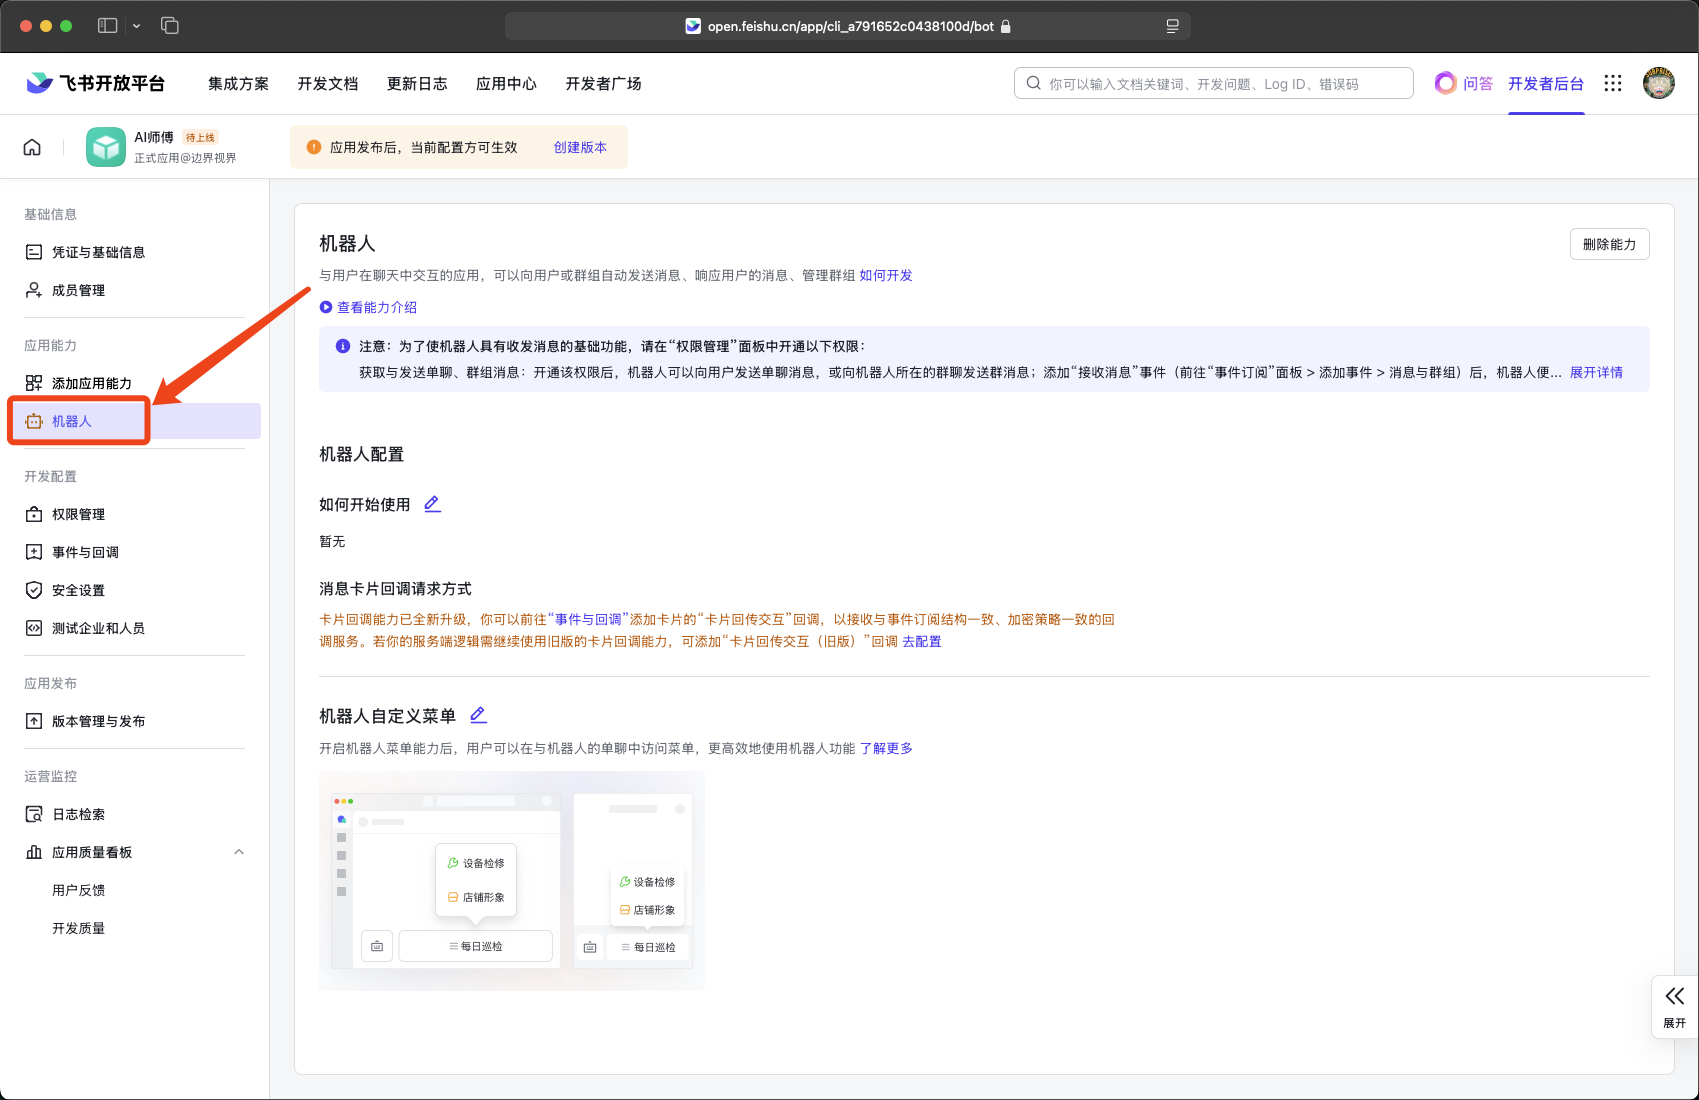 open.feishu.cn/app/cli_a791652c0438100d/bot
飞书开放平台
集成方案
开发文档
更新日志
应用中心
开发者广场
你可以输入文档关键词、开发问题、Log ID、错误码
问答
开发者后台
AI师傅
待上线
正式应用@边界视界
应用发布后，当前配置方可生效
创建版本
基础信息
凭证与基础信息
成员管理
应用能力
添加应用能力
机器人
开发配置
权限管理
事件与回调
安全设置
测试企业和人员
应用发布
版本管理与发布
运营监控
日志检索
应用质量看板
用户反馈
开发质量
机器人
删除能力
与用户在聊天中交互的应用，可以向用户或群组自动发送消息、响应用户的消息、管理群组 如何开发
查看能力介绍
注意：为了使机器人具有收发消息的基础功能，请在“权限管理”面板中开通以下权限：
获取与发送单聊、群组消息：开通该权限后，机器人可以向用户发送单聊消息，或向机器人所在的群聊发送群消息；添加“接收消息”事件（前往“事件订阅”面板 > 添加事件 > 消息与群组）后，机器人便... 展开详情
机器人配置
如何开始使用
暂无
消息卡片回调请求方式
卡片回调能力已全新升级，你可以前往“事件与回调”添加卡片的“卡片回传交互”回调，以接收与事件订阅结构一致、加密策略一致的回
调服务。若你的服务端逻辑需继续使用旧版的卡片回调能力，可添加“卡片回传交互（旧版）”回调 去配置
机器人自定义菜单
开启机器人菜单能力后，用户可以在与机器人的单聊中访问菜单，更高效地使用机器人功能 了解更多
设备检修
店铺形象
每日巡检
设备检修
店铺形象
每日巡检
展开